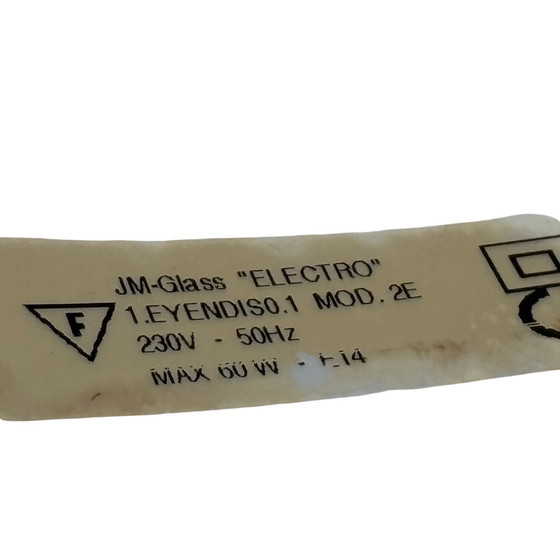 JM-Glass "ELECTRO"
F
1.EYENDIS0.1 MOD. 2E
230V - 50Hz
MAX 60 W - E14